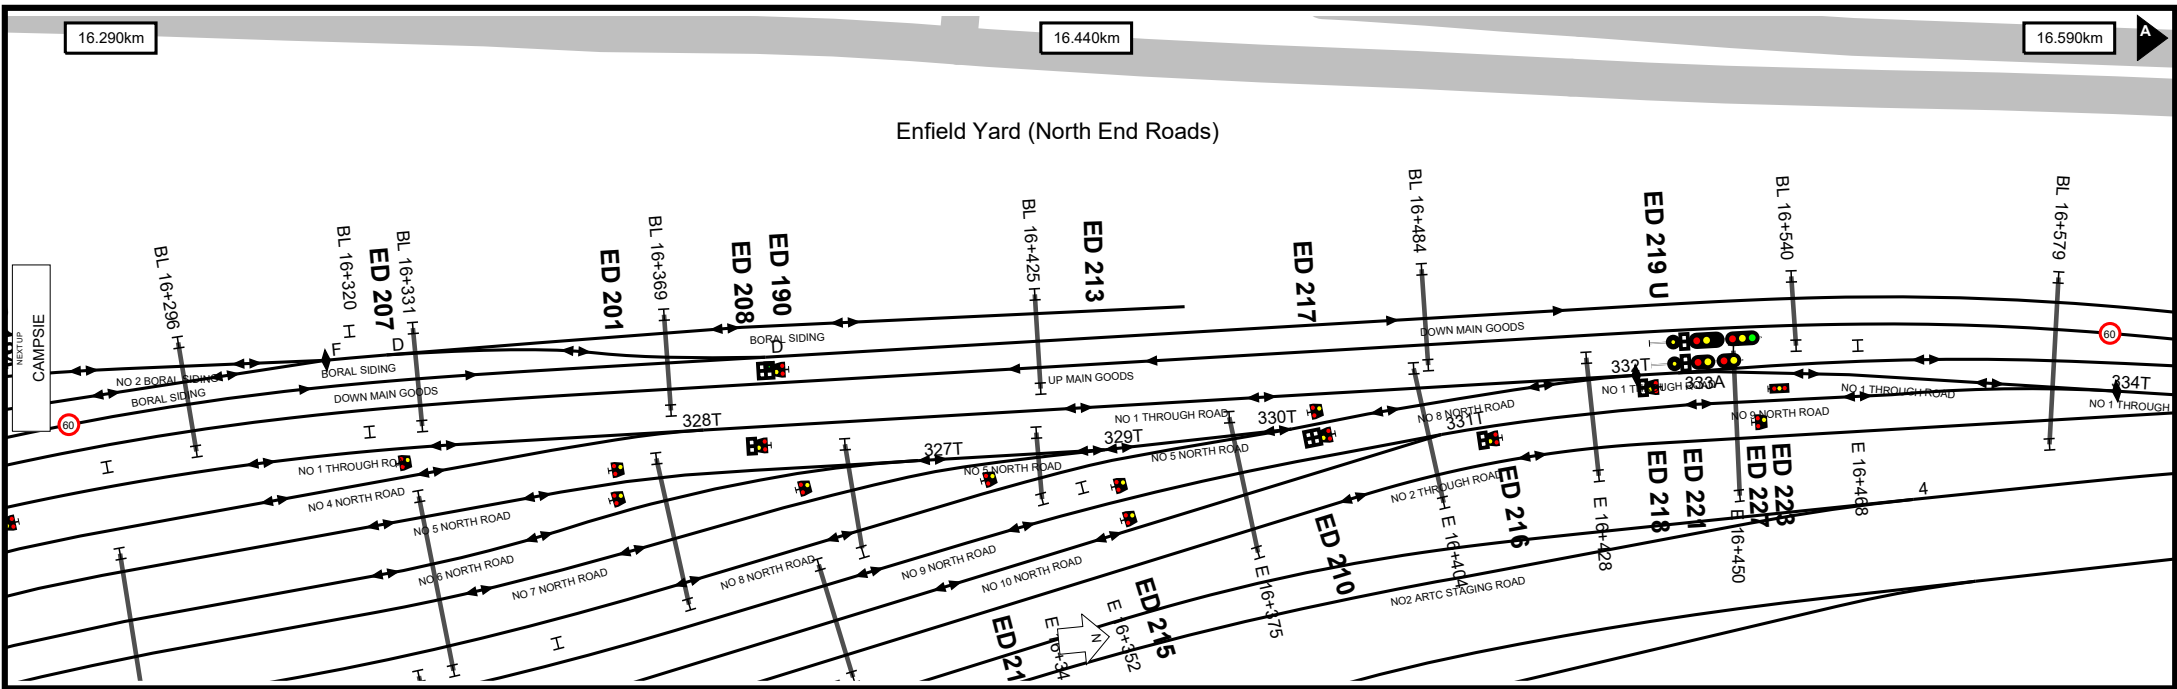 16.290km
16.440km
16.590km
A
Enfield Yard (North End Roads)
NEXT UP
CAMPSIE
BL 16+296
BL 16+320
ED 207
BL 16+331
ED 201
BL 16+369
ED 208
ED 190
BL 16+425
ED 213
ED 217
BL 16+484
ED 219 U
BL 16+540
BL 16+579
F
D
D
BORAL SIDING
BORAL SIDING
NO 2 BORAL SIDING
BORAL SIDING
DOWN MAIN GOODS
DOWN MAIN GOODS
UP MAIN GOODS
60
60
332T
333A
334T
NO 1 THROUGH ROAD
NO 1 THROUGH ROAD
NO 1 THROUGH
NO 1 THROUGH ROAD
NO 8 NORTH ROAD
NO 9 NORTH ROAD
328T
330T
331T
329T
327T
NO 1 THROUGH RO
NO 5 NORTH ROAD
NO 5 NORTH ROAD
NO 4 NORTH ROAD
NO 2 THROUGH ROAD
NO 5 NORTH ROAD
4
NO 6 NORTH ROAD
NO 7 NORTH ROAD
NO 8 NORTH ROAD
NO 9 NORTH ROAD
NO 10 NORTH ROAD
NO2 ARTC STAGING ROAD
ED 21
E 16+34
N
E 16+352
ED 215
E 16+375
ED 210
E 16+404
ED 216
E 16+428
ED 218
ED 221
E 16+450
ED 227
ED 223
E 16+468